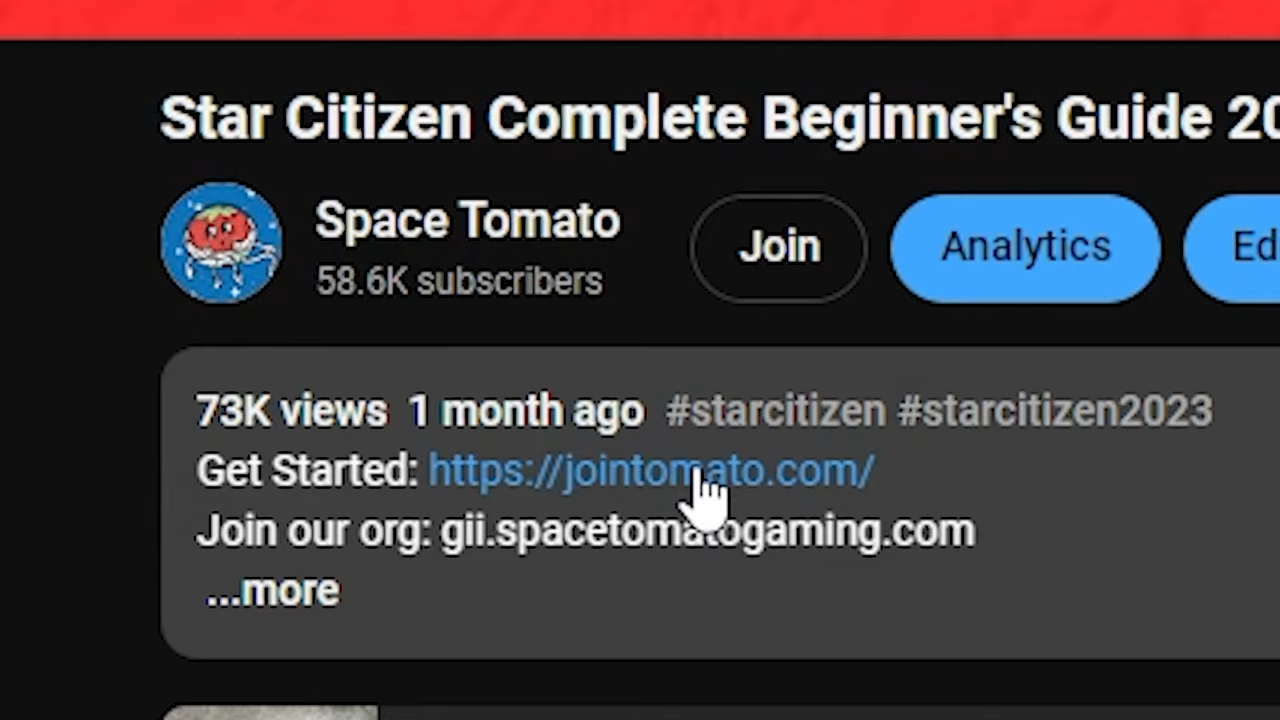 Star Citizen Complete Beginner's Guide 20
Space Tomato
58.6K subscribers
Join
Analytics
Ed
73K views 1 month ago #starcitizen #starcitizen2023
Get Started: https://jointomato.com/
Join our org: gii.spacetomatogaming.com
...more